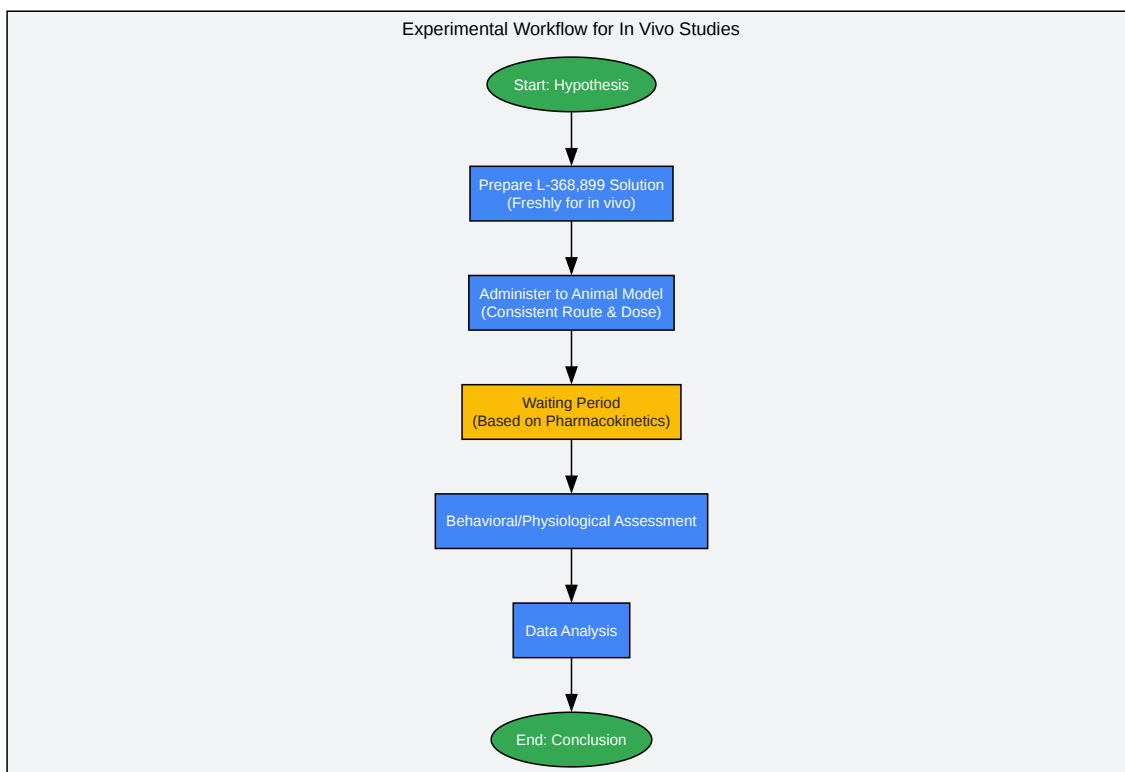 Experimental Workflow for In Vivo Studies
Start: Hypothesis
Prepare L-368,899 Solution
(Freshly for in vivo)
Administer to Animal Model
(Consistent Route & Dose)
Waiting Period
(Based on Pharmacokinetics)
Behavioral/Physiological Assessment
Data Analysis
End: Conclusion